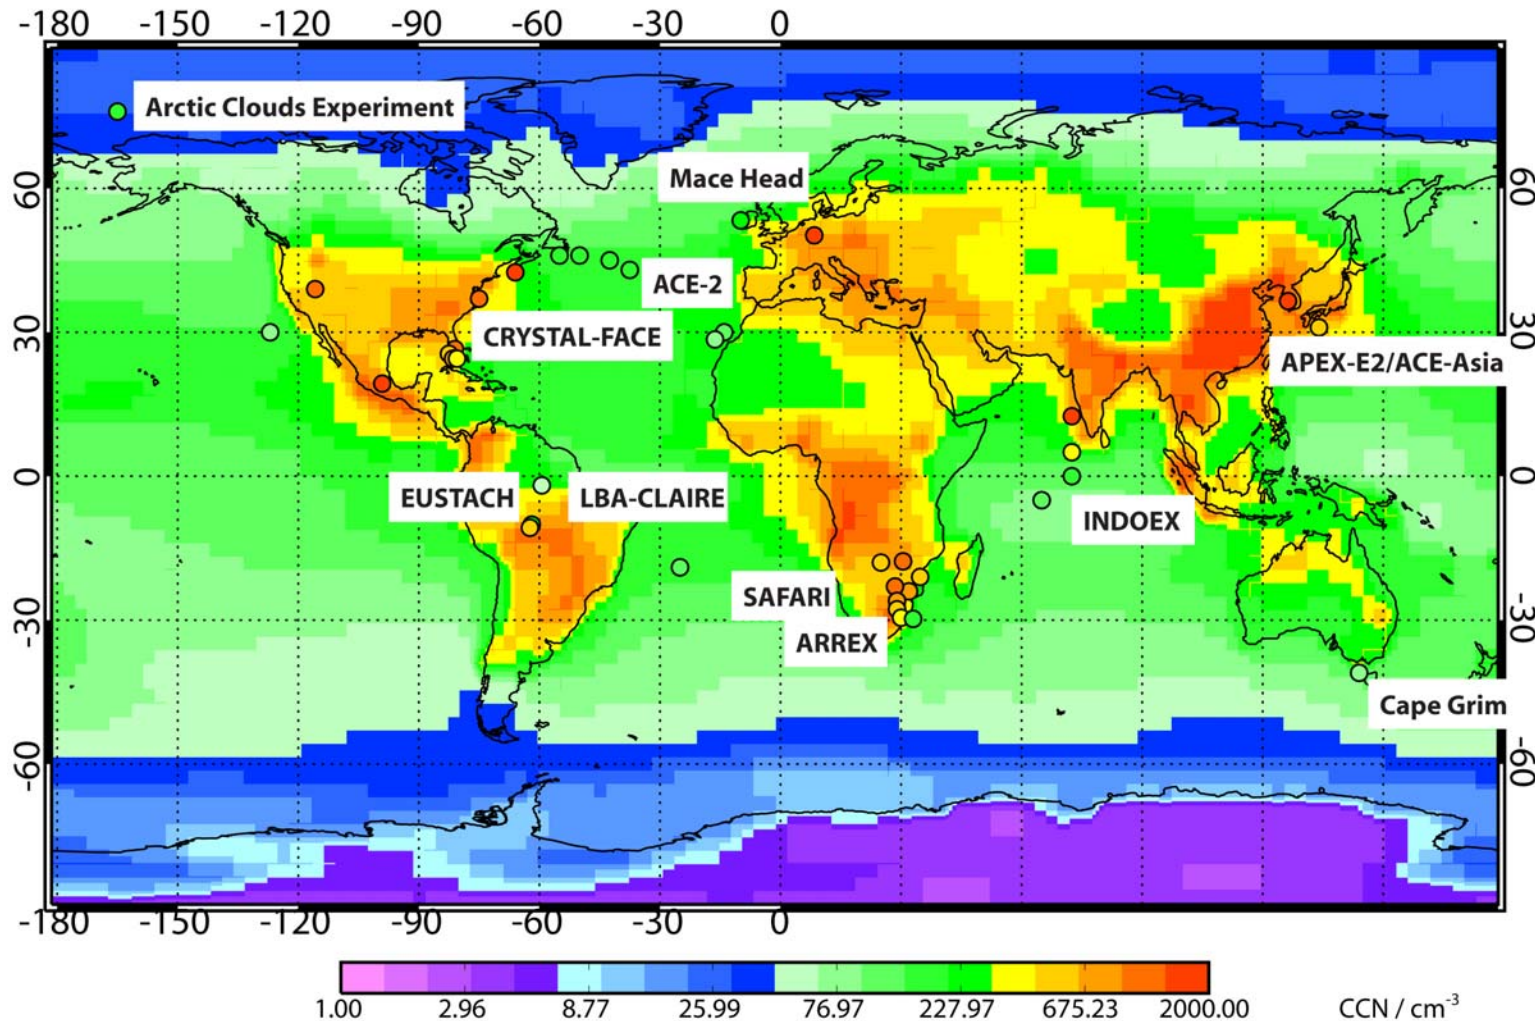 -180 -150 -120 -90 -60 -30 0
Arctic Clouds Experiment
60 60
Mace Head
ACE-2
30 30
CRYSTAL-FACE
APEX-E2/ACE-Asia
0 0
EUSTACH LBA-CLAIRE
INDOEX
SAFARI
-30 -30
ARREX
Cape Grim
-60 -60
-180 -150 -120 -90 -60 -30 0
1.00 2.96 8.77 25.99 76.97 227.97 675.23 2000.00 CCN / cm⁻³